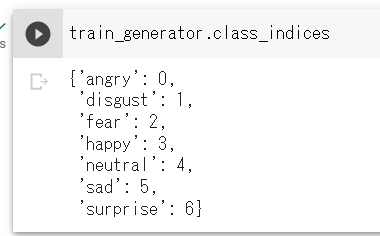 train_generator.class_indices
{'angry': 0,
'disgust': 1,
'fear': 2,
'happy': 3,
'neutral': 4,
'sad': 5,
'surprise': 6}